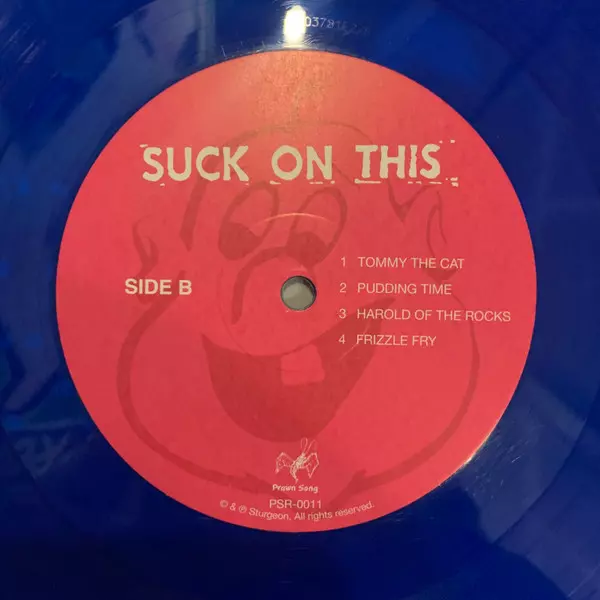 SUCK ON THIS
SIDE B
1 TOMMY THE CAT
2 PUDDING TIME
3 HAROLD OF THE ROCKS
4 FRIZZLE FRY
Prawn Song
PSR-0011
© & ℗ Sturgeon. All rights reserved.